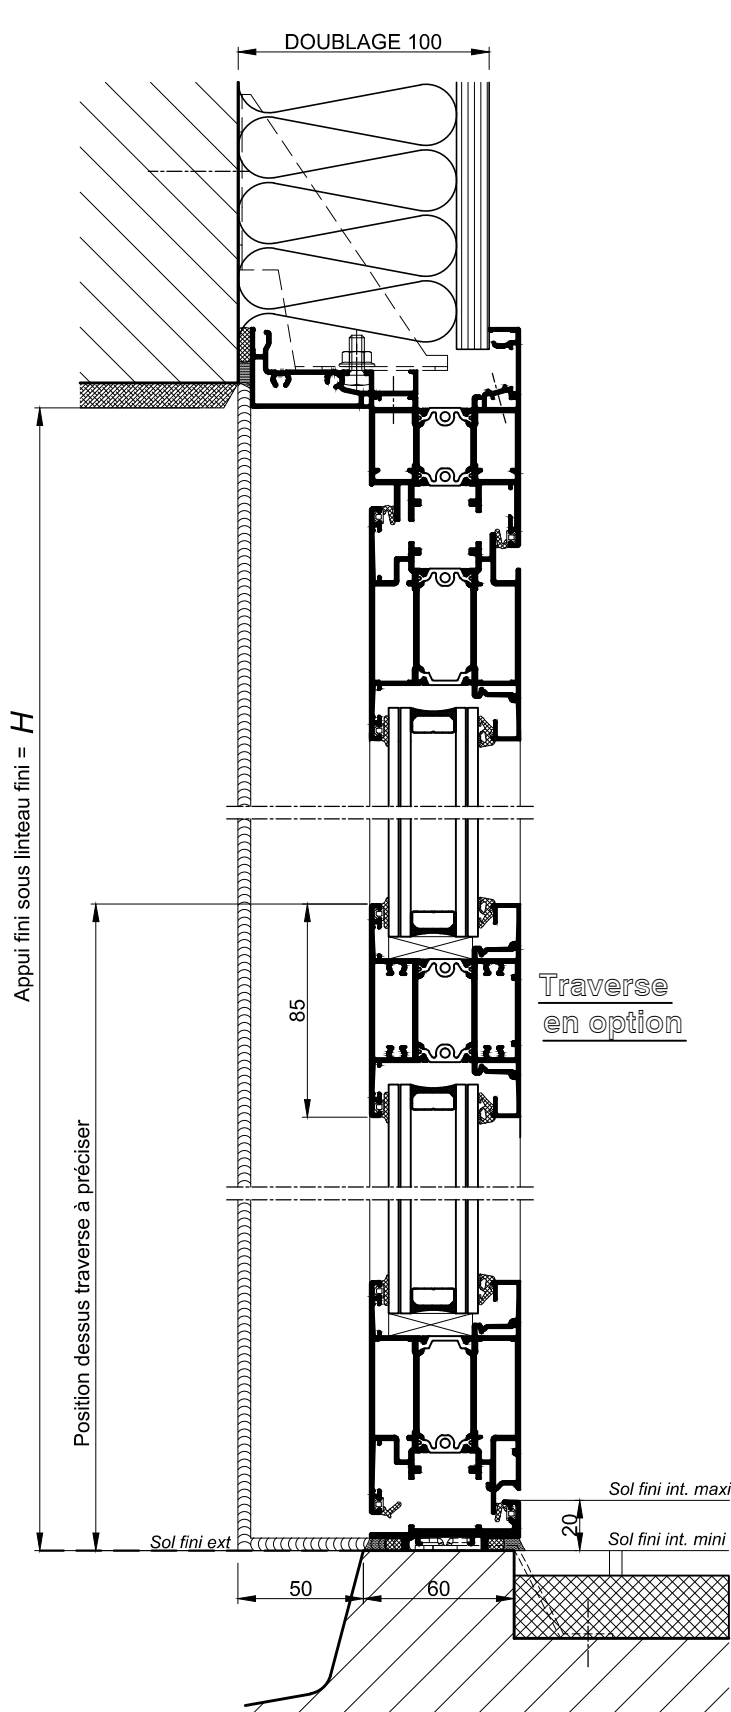 DOUBLAGE 100
Appui fini sous linteau fini = H
85
Traverse
en option
Position dessus traverse à préciser
Sol fini int. maxi
20
Sol fini ext
Sol fini int. mini
50
60